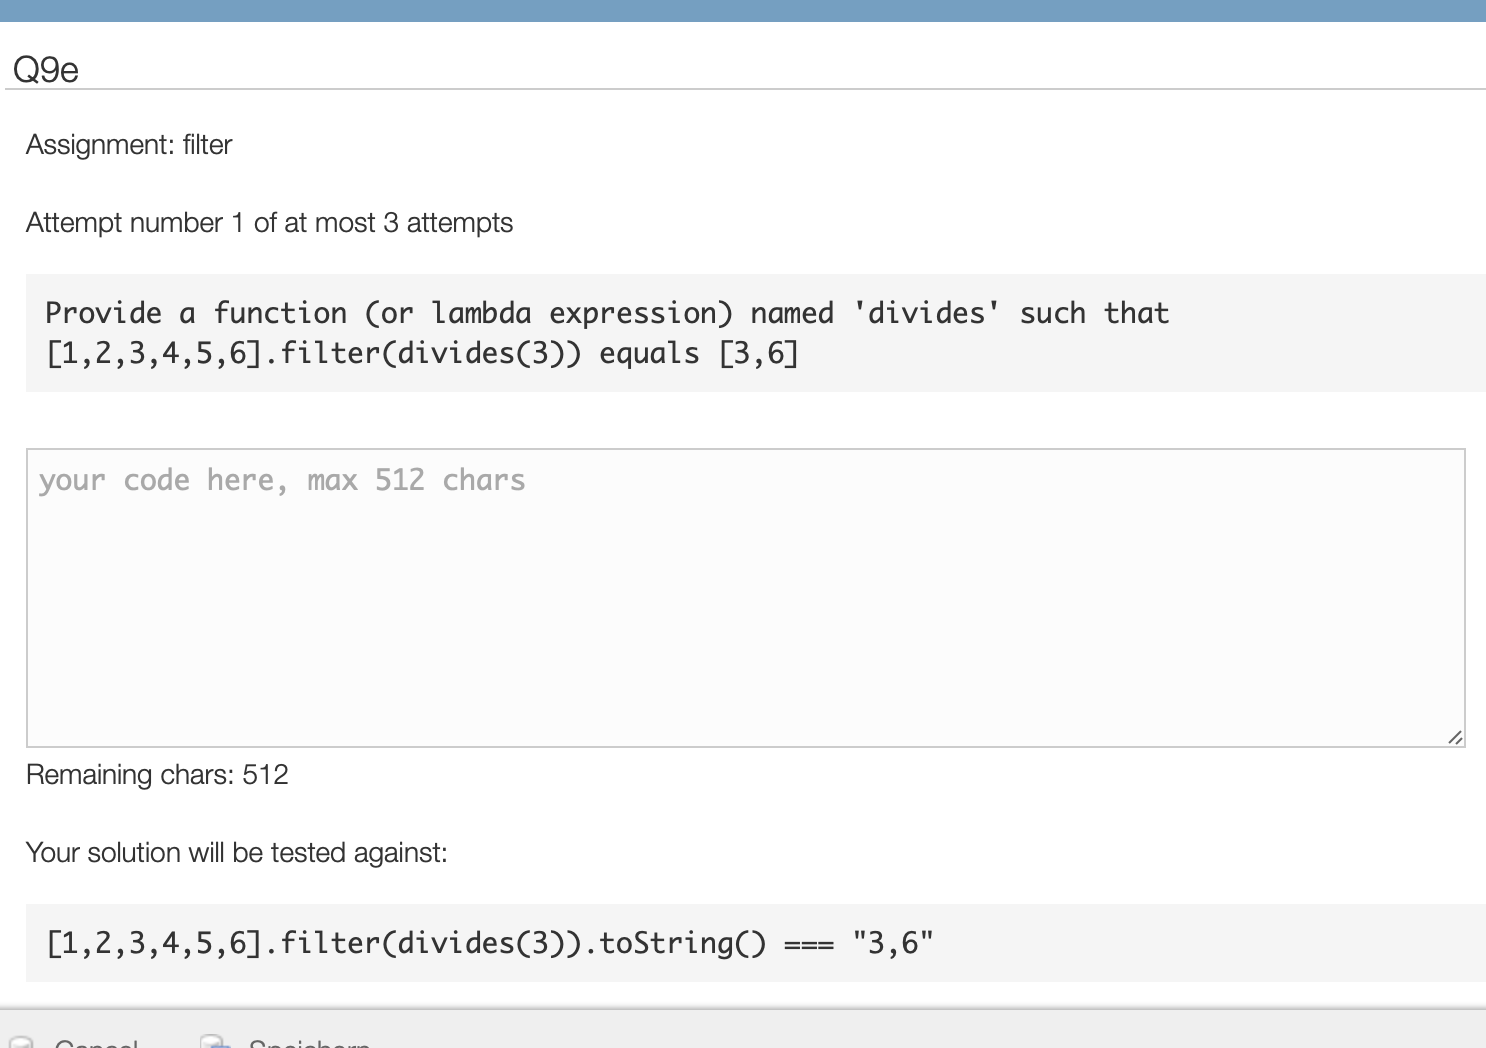 Q9e
Assignment: filter
Attempt number 1 of at most 3 attempts
Provide a function (or lambda expression) named 'divides' such that
[1,2,3,4,5,6].filter(divides(3)) equals [3,6]
your code here, max 512 chars
Remaining chars: 512
Your solution will be tested against:
[1,2,3,4,5,6].filter(divides(3)).toString() === "3,6"
Cancel Speichern